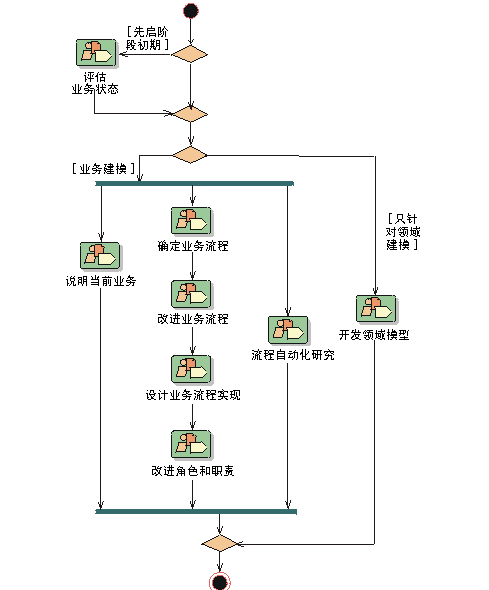 [先启阶
段初期]
评估
业务状态
[业务建模]
[只针
对领域
建模]
确定业务流程
说明当前业务
改进业务流程
开发领域模型
流程自动化研究
设计业务流程实现
改进角色和职责